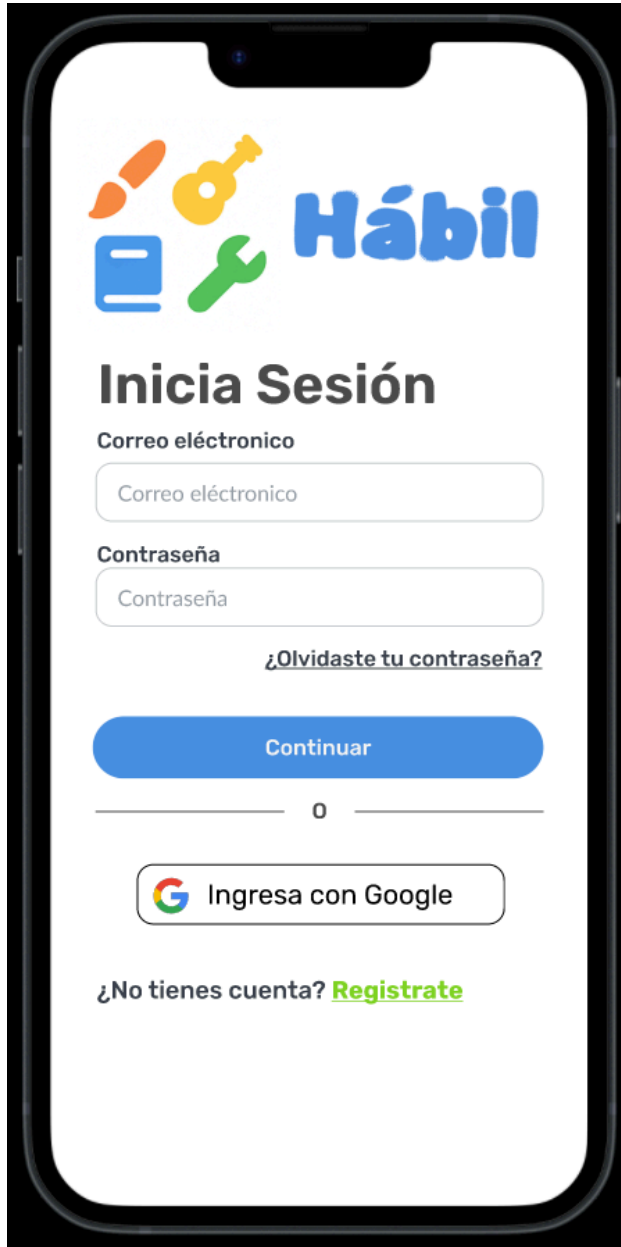 Hábil
Inicia Sesión
Correo eléctronico
Correo eléctronico
Contraseña
Contraseña
¿Olvidaste tu contraseña?
Continuar
O
Ingresa con Google
¿No tienes cuenta? Registrate